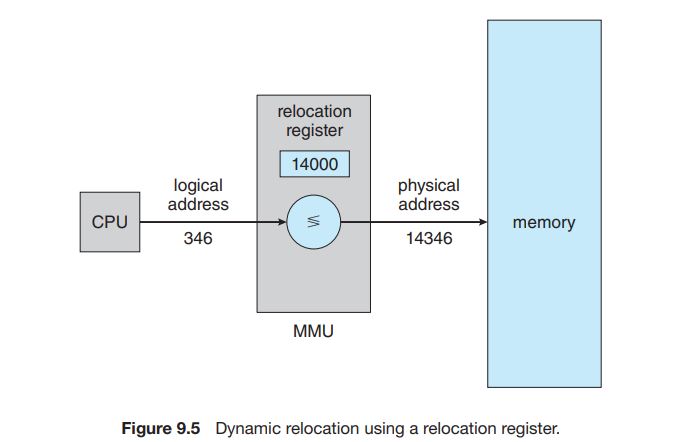 relocation
register
14000
logical
address
physical
address
CPU
≶
memory
346
14346
MMU
Figure 9.5 Dynamic relocation using a relocation register.